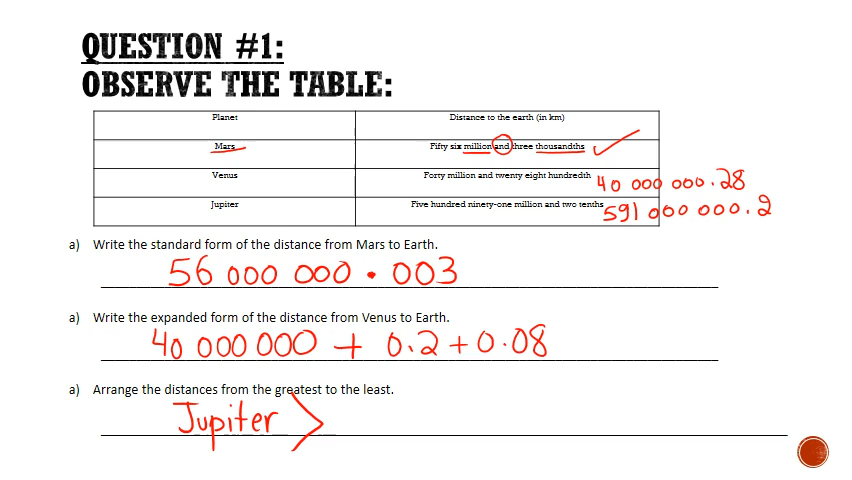 QUESTION #1:
OBSERVE THE TABLE:
Planet Distance to the earth (in km)
Mars Fifty six million and three thousandths
Venus Forty million and twenty eight hundredth 40 000 000.28
Jupiter Five hundred ninety-one million and two tenths 591 000 000.2
a) Write the standard form of the distance from Mars to Earth.
56 000 000.003
a) Write the expanded form of the distance from Venus to Earth.
40 000 000 + 0.2 + 0.08
a) Arrange the distances from the greatest to the least.
Jupiter >